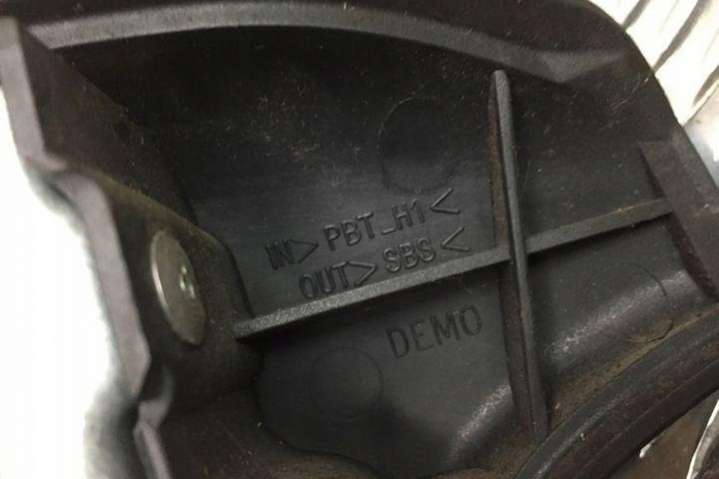 IN>PBT_H1<
OUT>SBS<
DEMO